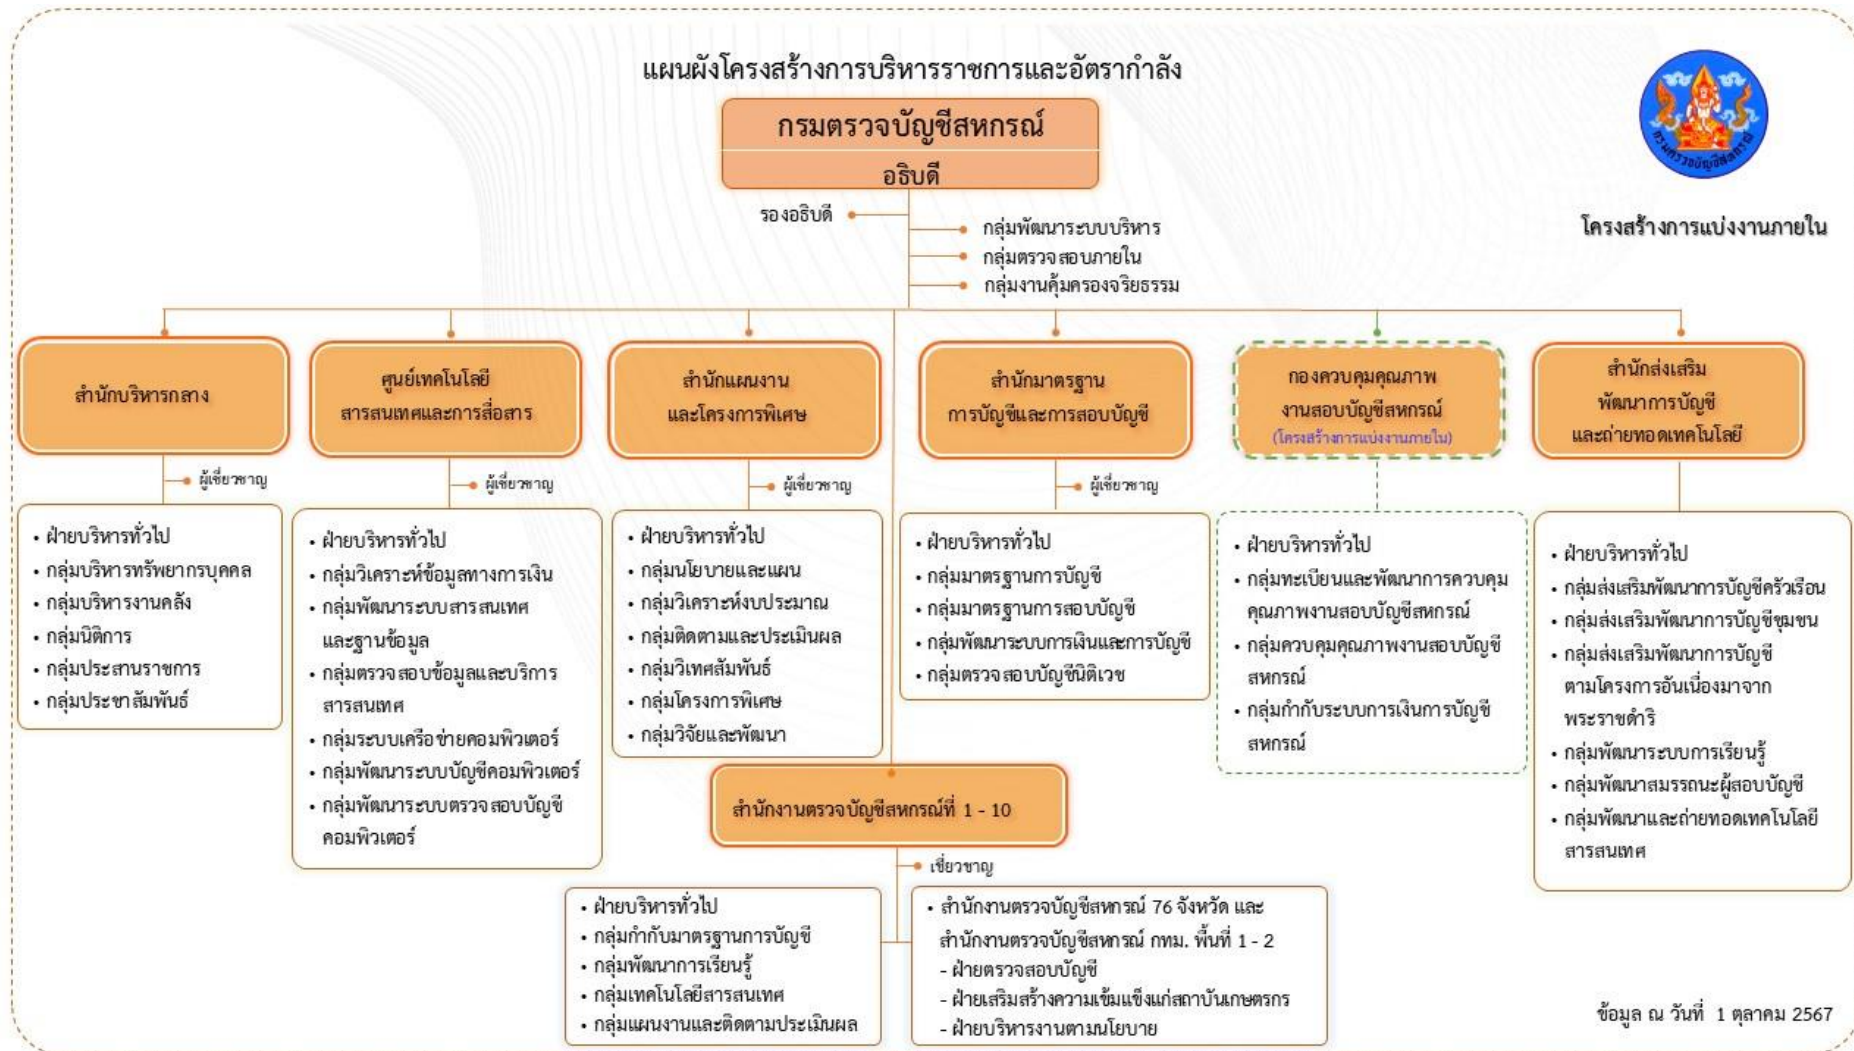 แผนผังโครงสร้างการบริหารราชการและอัตรากำลัง
กรมตรวจบัญชีสหกรณ์
อธิบดี
กรมตรวจบัญชีสหกรณ์
โครงสร้างการแบ่งงานภายใน
รองอธิบดี
กลุ่มพัฒนาระบบบริหาร
กลุ่มตรวจสอบภายใน
กลุ่มงานคุ้มครองจริยธรรม
สำนักบริหารกลาง
ผู้เชี่ยวชาญ
• ฝ่ายบริหารทั่วไป
• กลุ่มบริหารทรัพยากรบุคคล
• กลุ่มบริหารงานคลัง
• กลุ่มนิติการ
• กลุ่มประสานราชการ
• กลุ่มประชาสัมพันธ์
ศูนย์เทคโนโลยี
สารสนเทศและการสื่อสาร
ผู้เชี่ยวชาญ
• ฝ่ายบริหารทั่วไป
• กลุ่มวิเคราะห์ข้อมูลทางการเงิน
• กลุ่มพัฒนาระบบสารสนเทศ
และฐานข้อมูล
• กลุ่มตรวจสอบข้อมูลและบริการ
สารสนเทศ
• กลุ่มระบบเครือข่ายคอมพิวเตอร์
• กลุ่มพัฒนาระบบบัญชีคอมพิวเตอร์
• กลุ่มพัฒนาระบบตรวจสอบบัญชี
คอมพิวเตอร์
สำนักแผนงาน
และโครงการพิเศษ
ผู้เชี่ยวชาญ
• ฝ่ายบริหารทั่วไป
• กลุ่มนโยบายและแผน
• กลุ่มวิเคราะห์งบประมาณ
• กลุ่มติดตามและประเมินผล
• กลุ่มวิเทศสัมพันธ์
• กลุ่มโครงการพิเศษ
• กลุ่มวิจัยและพัฒนา
สำนักมาตรฐาน
การบัญชีและการสอบบัญชี
ผู้เชี่ยวชาญ
• ฝ่ายบริหารทั่วไป
• กลุ่มมาตรฐานการบัญชี
• กลุ่มมาตรฐานการสอบบัญชี
• กลุ่มพัฒนาระบบการเงินและการบัญชี
• กลุ่มตรวจสอบบัญชีนิติเวช
กองควบคุมคุณภาพ
งานสอบบัญชีสหกรณ์
(โครงสร้างการแบ่งงานภายใน)
• ฝ่ายบริหารทั่วไป
• กลุ่มทะเบียนและพัฒนาการควบคุม
คุณภาพงานสอบบัญชีสหกรณ์
• กลุ่มควบคุมคุณภาพงานสอบบัญชี
สหกรณ์
• กลุ่มกำกับระบบการเงินการบัญชี
สหกรณ์
สำนักส่งเสริม
พัฒนาการบัญชี
และถ่ายทอดเทคโนโลยี
• ฝ่ายบริหารทั่วไป
• กลุ่มส่งเสริมพัฒนาการบัญชีครัวเรือน
• กลุ่มส่งเสริมพัฒนาการบัญชีชุมชน
• กลุ่มส่งเสริมพัฒนาการบัญชี
ตามโครงการอันเนื่องมาจาก
พระราชดำริ
• กลุ่มพัฒนาระบบการเรียนรู้
• กลุ่มพัฒนาสมรรถนะผู้สอบบัญชี
• กลุ่มพัฒนาและถ่ายทอดเทคโนโลยี
สารสนเทศ
สำนักงานตรวจบัญชีสหกรณ์ที่ 1 - 10
เชี่ยวชาญ
• ฝ่ายบริหารทั่วไป
• กลุ่มกำกับมาตรฐานการบัญชี
• กลุ่มพัฒนาการเรียนรู้
• กลุ่มเทคโนโลยีสารสนเทศ
• กลุ่มแผนงานและติดตามประเมินผล
• สำนักงานตรวจบัญชีสหกรณ์ 76 จังหวัด และ
สำนักงานตรวจบัญชีสหกรณ์ กทม. พื้นที่ 1 - 2
- ฝ่ายตรวจสอบบัญชี
- ฝ่ายเสริมสร้างความเข้มแข็งแก่สถาบันเกษตรกร
- ฝ่ายบริหารงานตามนโยบาย
ข้อมูล ณ วันที่ 1 ตุลาคม 2567